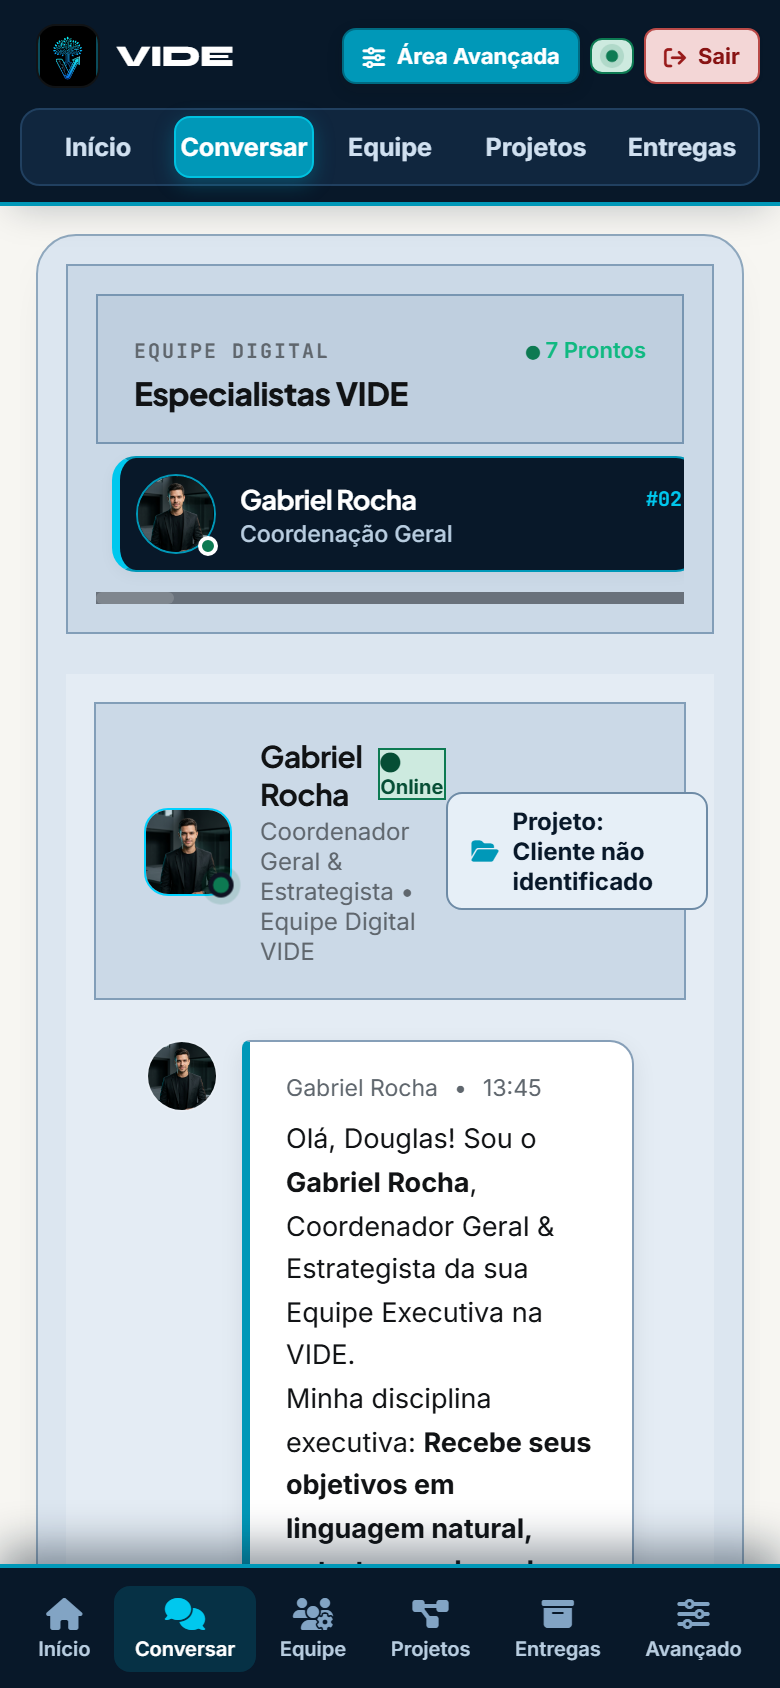 VIDE
Área Avançada
Sair
Início
Conversar
Equipe
Projetos
Entregas
EQUIPE DIGITAL
7 Prontos
Especialistas VIDE
Gabriel Rocha
#02
Coordenação Geral
Gabriel
Rocha
Online
Coordenador
Geral &
Estrategista •
Equipe Digital
VIDE
Projeto:
Cliente não
identificado
Gabriel Rocha • 13:45
Olá, Douglas! Sou o
Gabriel Rocha,
Coordenador Geral &
Estrategista da sua
Equipe Executiva na
VIDE.
Minha disciplina
executiva: Recebe seus
objetivos em
linguagem natural,
Início
Conversar
Equipe
Projetos
Entregas
Avançado